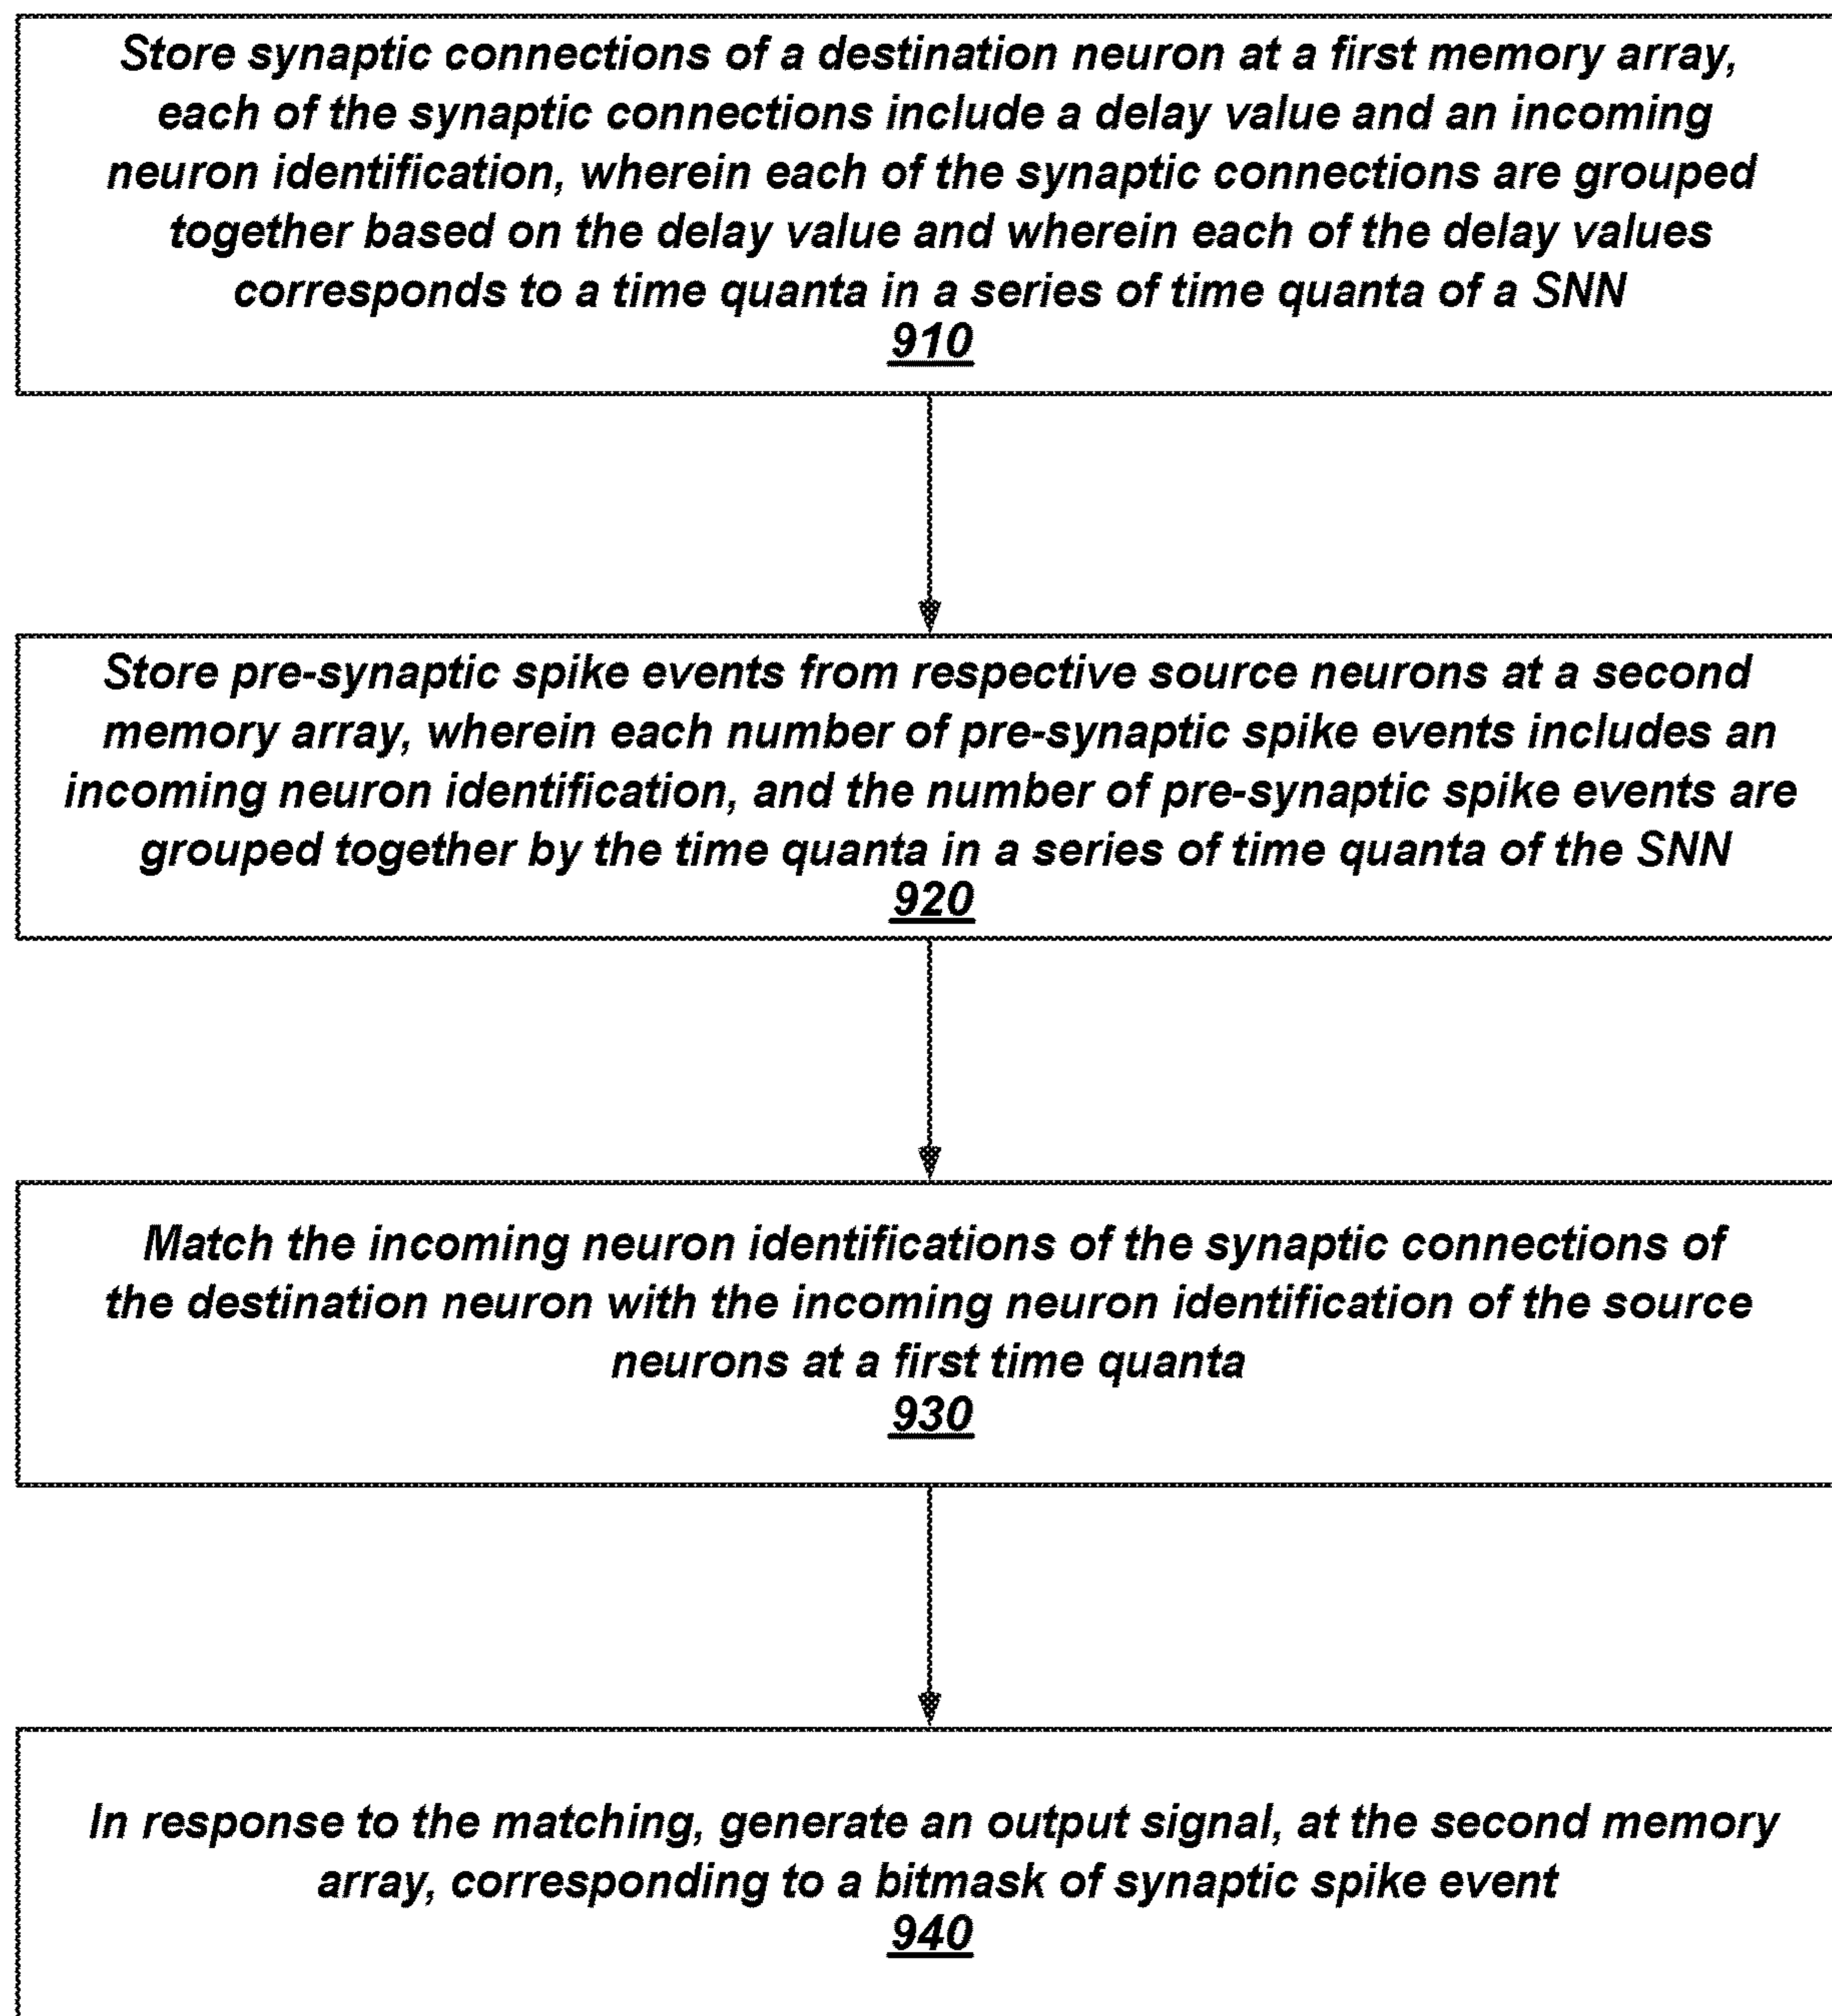 Store synaptic connections of a destination neuron at a first memory array,
each of the synaptic connections include a delay value and an incoming
neuron identification, wherein each of the synaptic connections are grouped
together based on the delay value and wherein each of the delay values
corresponds to a time quanta in a series of time quanta of a SNN
910
Store pre-synaptic spike events from respective source neurons at a second
memory array, wherein each number of pre-synaptic spike events includes an
incoming neuron identification, and the number of pre-synaptic spike events are
grouped together by the time quanta in a series of time quanta of the SNN
920
Match the incoming neuron identifications of the synaptic connections of
the destination neuron with the incoming neuron identification of the source
neurons at a first time quanta
930
In response to the matching, generate an output signal, at the second memory
array, corresponding to a bitmask of synaptic spike event
940